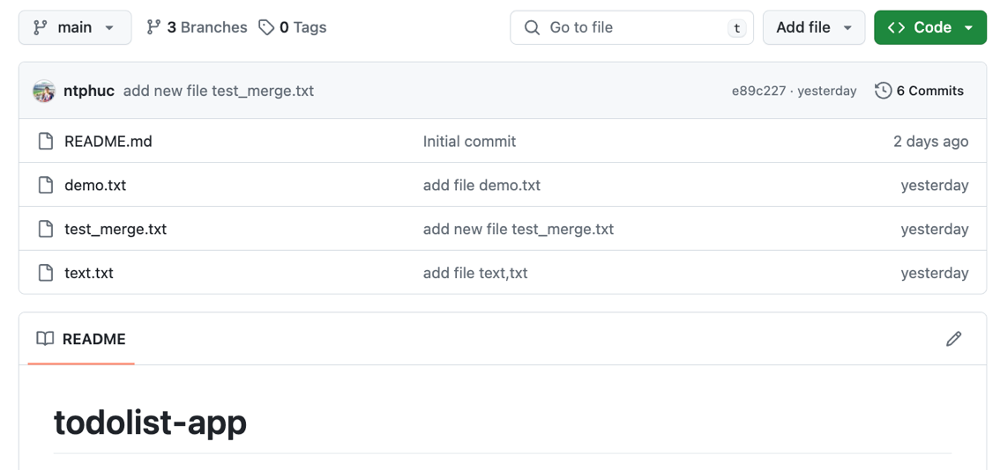 main 3 Branches 0 Tags Go to file t Add file Code
ntphuc add new file test_merge.txt e89c227 · yesterday 6 Commits
README.md Initial commit 2 days ago
demo.txt add file demo.txt yesterday
test_merge.txt add new file test_merge.txt yesterday
text.txt add file text,txt yesterday
README
todolist-app